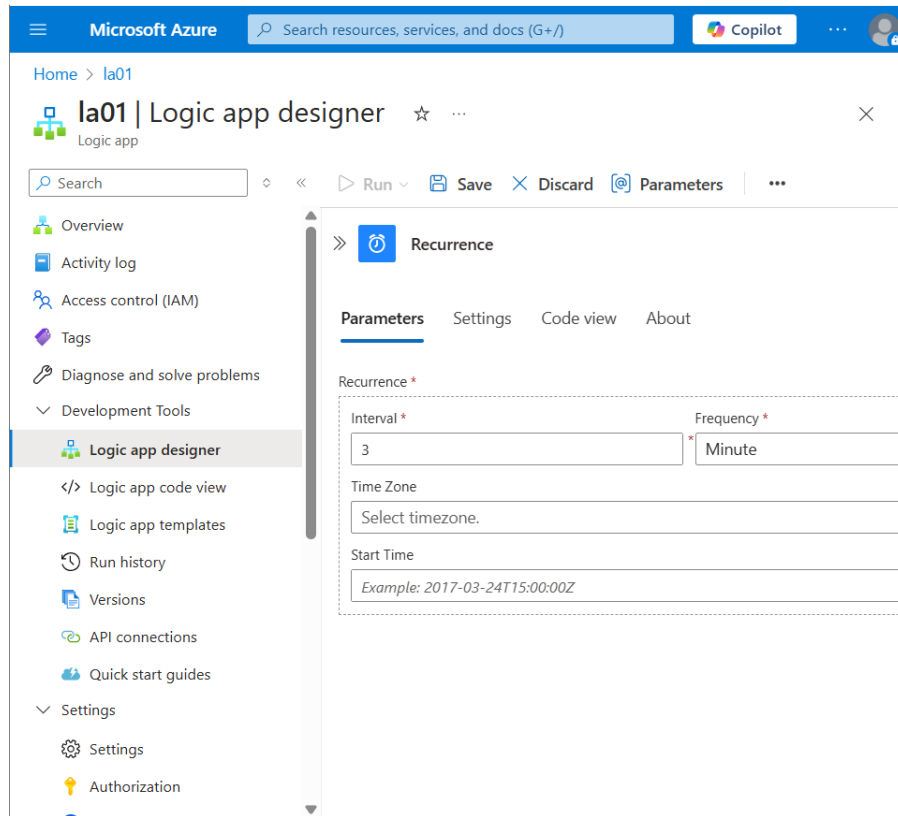 Microsoft Azure
Search resources, services, and docs (G+/)
Copilot
Home > la01
la01 | Logic app designer
Logic app
Search
Run
Save
Discard
Parameters
Overview
Activity log
Access control (IAM)
Tags
Diagnose and solve problems
Development Tools
Logic app designer
Logic app code view
Logic app templates
Run history
Versions
API connections
Quick start guides
Settings
Settings
Authorization
Recurrence
Parameters
Settings
Code view
About
Recurrence *
Interval *
3
Frequency *
* Minute
Time Zone
Select timezone.
Start Time
Example: 2017-03-24T15:00:00Z